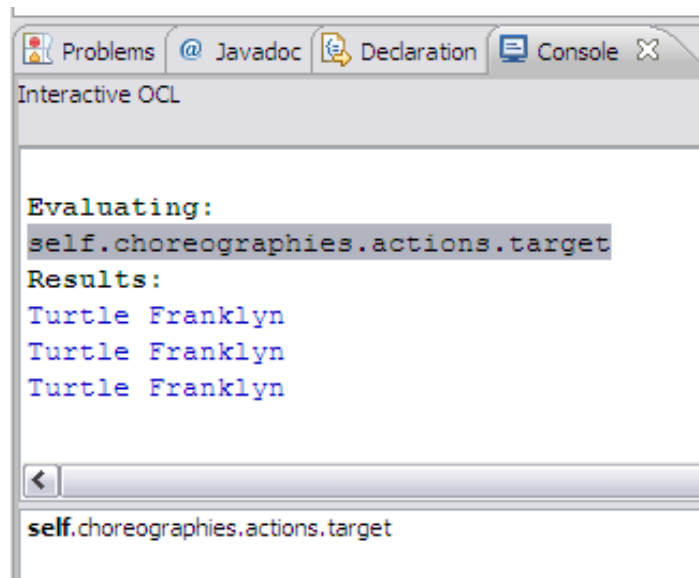 Problems @ Javadoc Declaration Console
Interactive OCL
Evaluating:
self.choreographies.actions.target
Results:
Turtle Franklyn
Turtle Franklyn
Turtle Franklyn
self.choreographies.actions.target